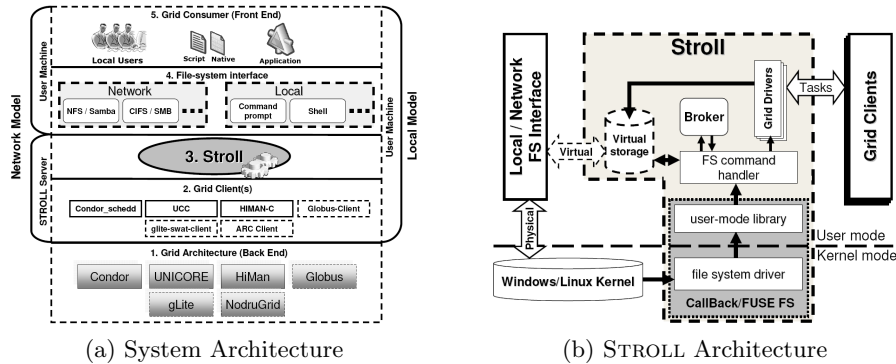 5. Grid Consumer (Front End)
Local Users
Script Native
Application
4. File-system interface
Network
Local
NFS / Samba
CIFS / SMB
Command prompt
Shell
3. Stroll
2. Grid Client(s)
Condor_schedd
UCC
HIMAN-C
Globus-Client
glite-swat-client
ARC Client
1. Grid Architecture (Back End)
Condor
UNICORE
HiMan
Globus
gLite
NodruGrid
Network Model
User Machine
STROLL Server
User Machine
Local Model
(a) System Architecture
Stroll
Local / Network
FS Interface
Virtual
Virtual
storage
Broker
Grid Drivers
Tasks
Grid Clients
FS command
handler
Physical
user-mode library
User mode
Kernel mode
Windows/Linux Kernel
file system driver
CallBack/FUSE FS
(b) STROLL Architecture